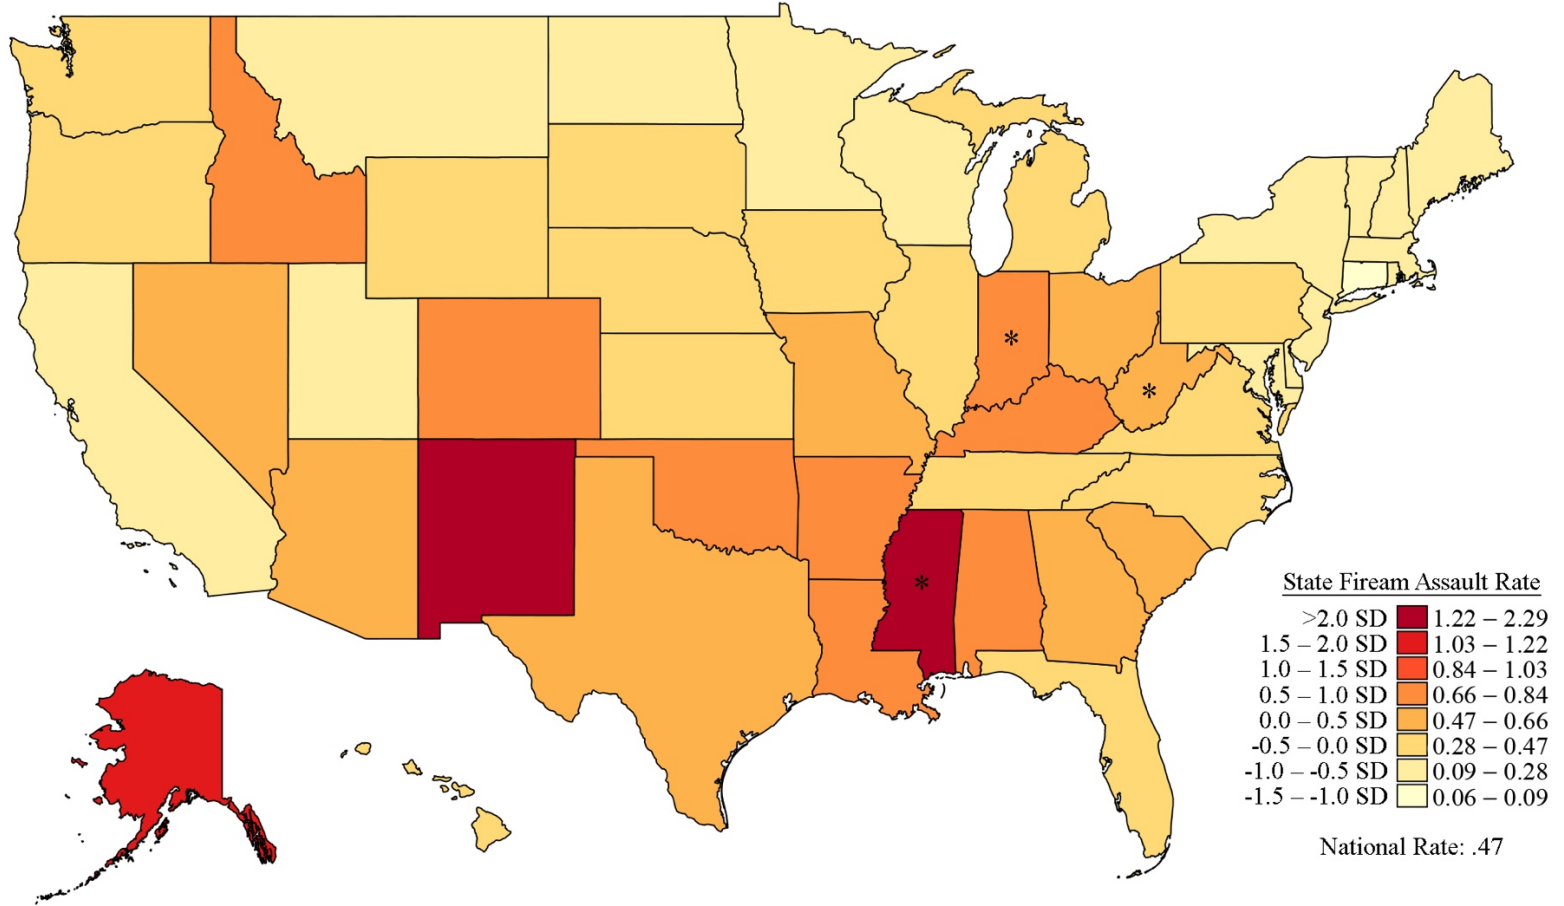 *
*
*
State Fiream Assault Rate
>2.0 SD 1.22 – 2.29
1.5 – 2.0 SD 1.03 – 1.22
1.0 – 1.5 SD 0.84 – 1.03
0.5 – 1.0 SD 0.66 – 0.84
0.0 – 0.5 SD 0.47 – 0.66
-0.5 – 0.0 SD 0.28 – 0.47
-1.0 – -0.5 SD 0.09 – 0.28
-1.5 – -1.0 SD 0.06 – 0.09
National Rate: .47